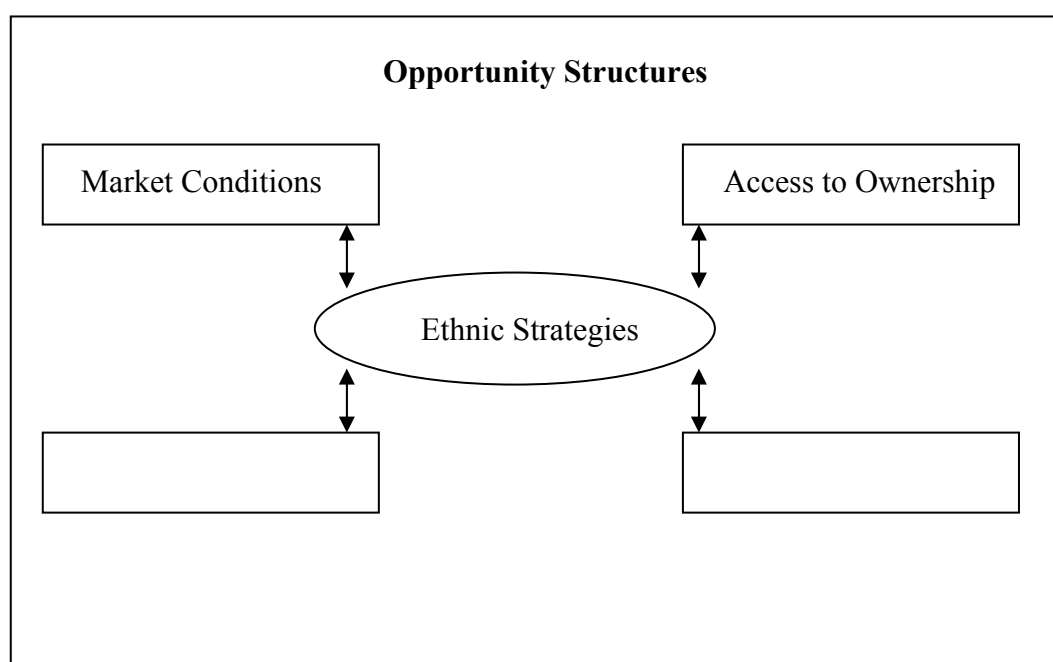 Opportunity Structures
Market Conditions
Access to Ownership
Ethnic Strategies